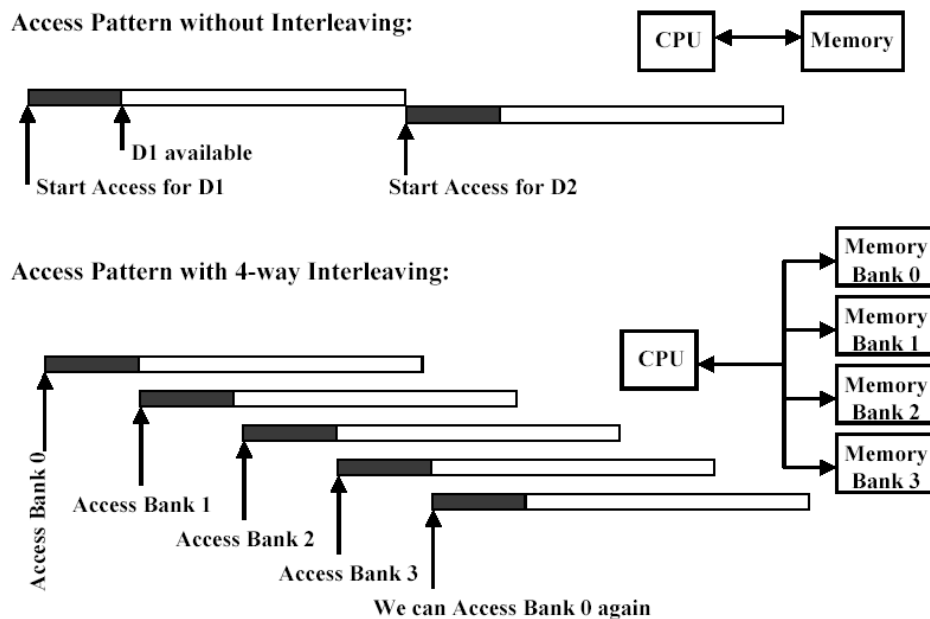 Access Pattern without Interleaving:
CPU
Memory
D1 available
Start Access for D1
Start Access for D2
Access Pattern with 4-way Interleaving:
Memory
Bank 0
Memory
Bank 1
CPU
Memory
Bank 2
Memory
Bank 3
Access Bank 0
Access Bank 1
Access Bank 2
Access Bank 3
We can Access Bank 0 again